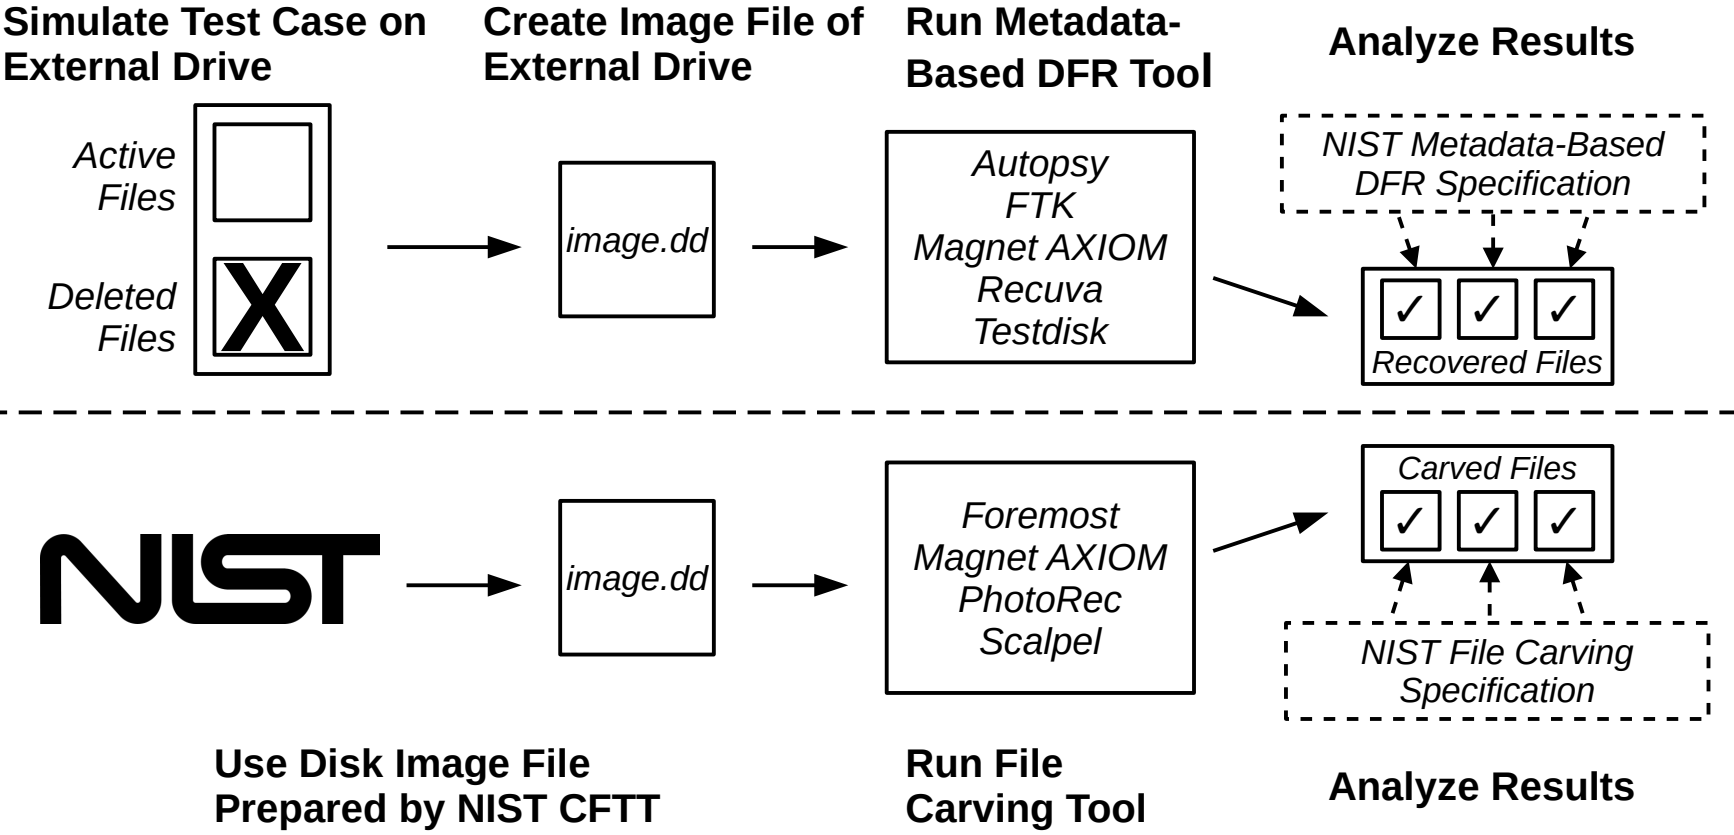 Simulate Test Case on
External Drive
Create Image File of
External Drive
Run Metadata-
Based DFR Tool
Analyze Results
Active
Files
Deleted
Files
X
image.dd
Autopsy
FTK
Magnet AXIOM
Recuva
Testdisk
NIST Metadata-Based
DFR Specification
✓ ✓ ✓
Recovered Files
NIST
image.dd
Foremost
Magnet AXIOM
PhotoRec
Scalpel
Carved Files
✓ ✓ ✓
NIST File Carving
Specification
Use Disk Image File
Prepared by NIST CFTT
Run File
Carving Tool
Analyze Results